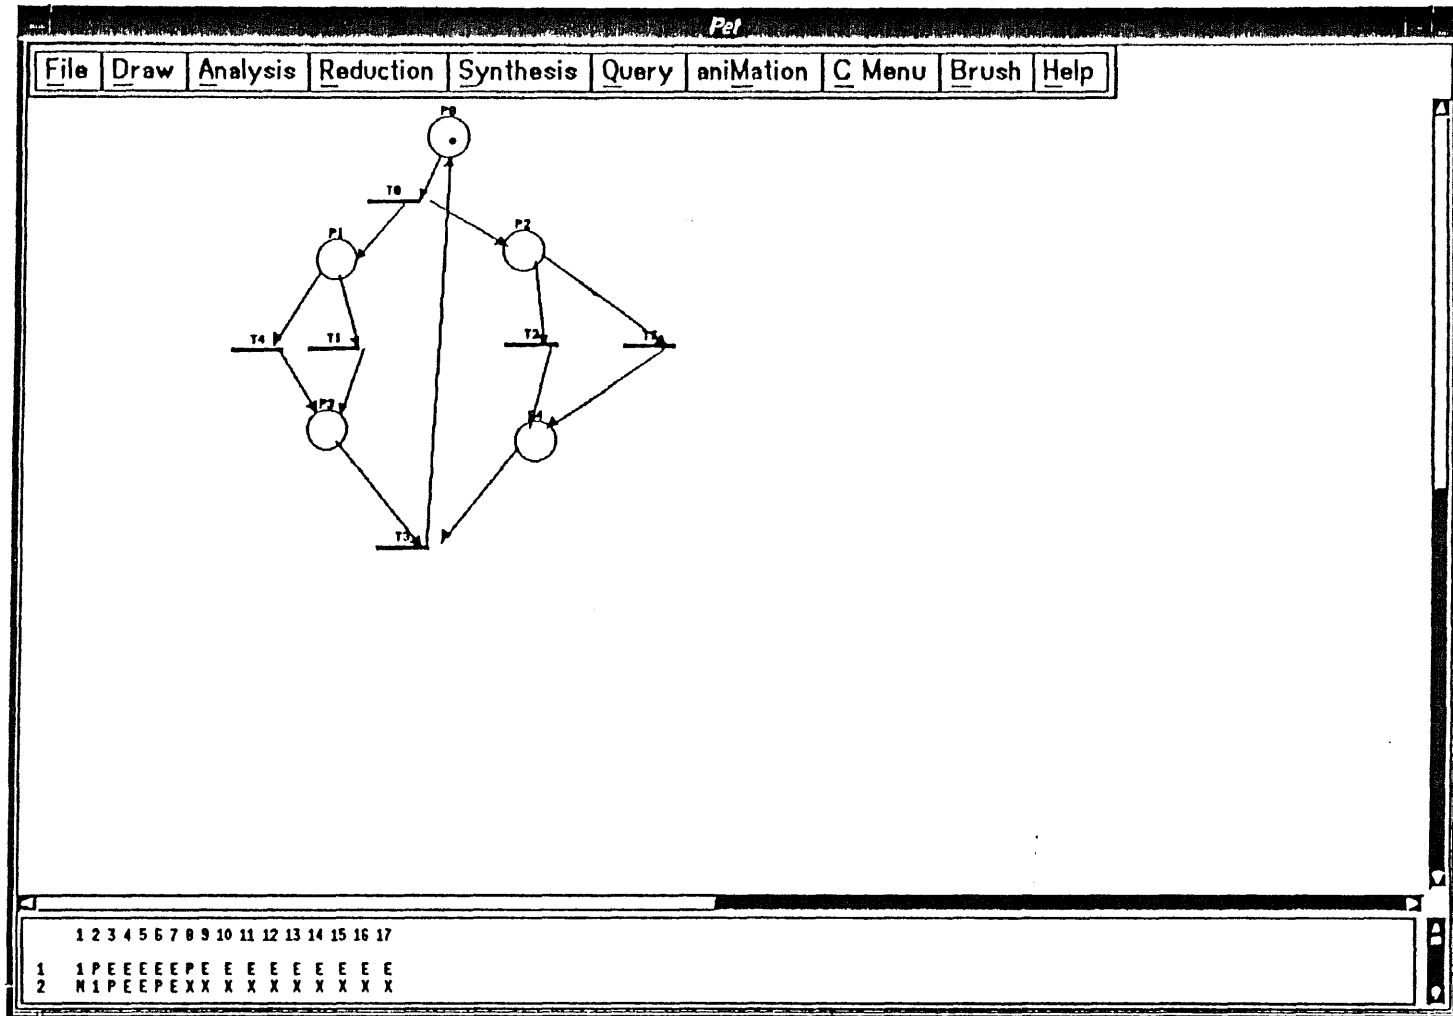 Pet
File Draw Analysis Reduction Synthesis Query aniMation C Menu Brush Help
P0
T0
P1
P2
T4
T1
T2
P3
T3
1 2 3 4 5 6 7 8 9 10 11 12 13 14 15 16 17
1 1 P E E E E E P E E E E E E E E E
2 N 1 P E E P E X X X X X X X X X X